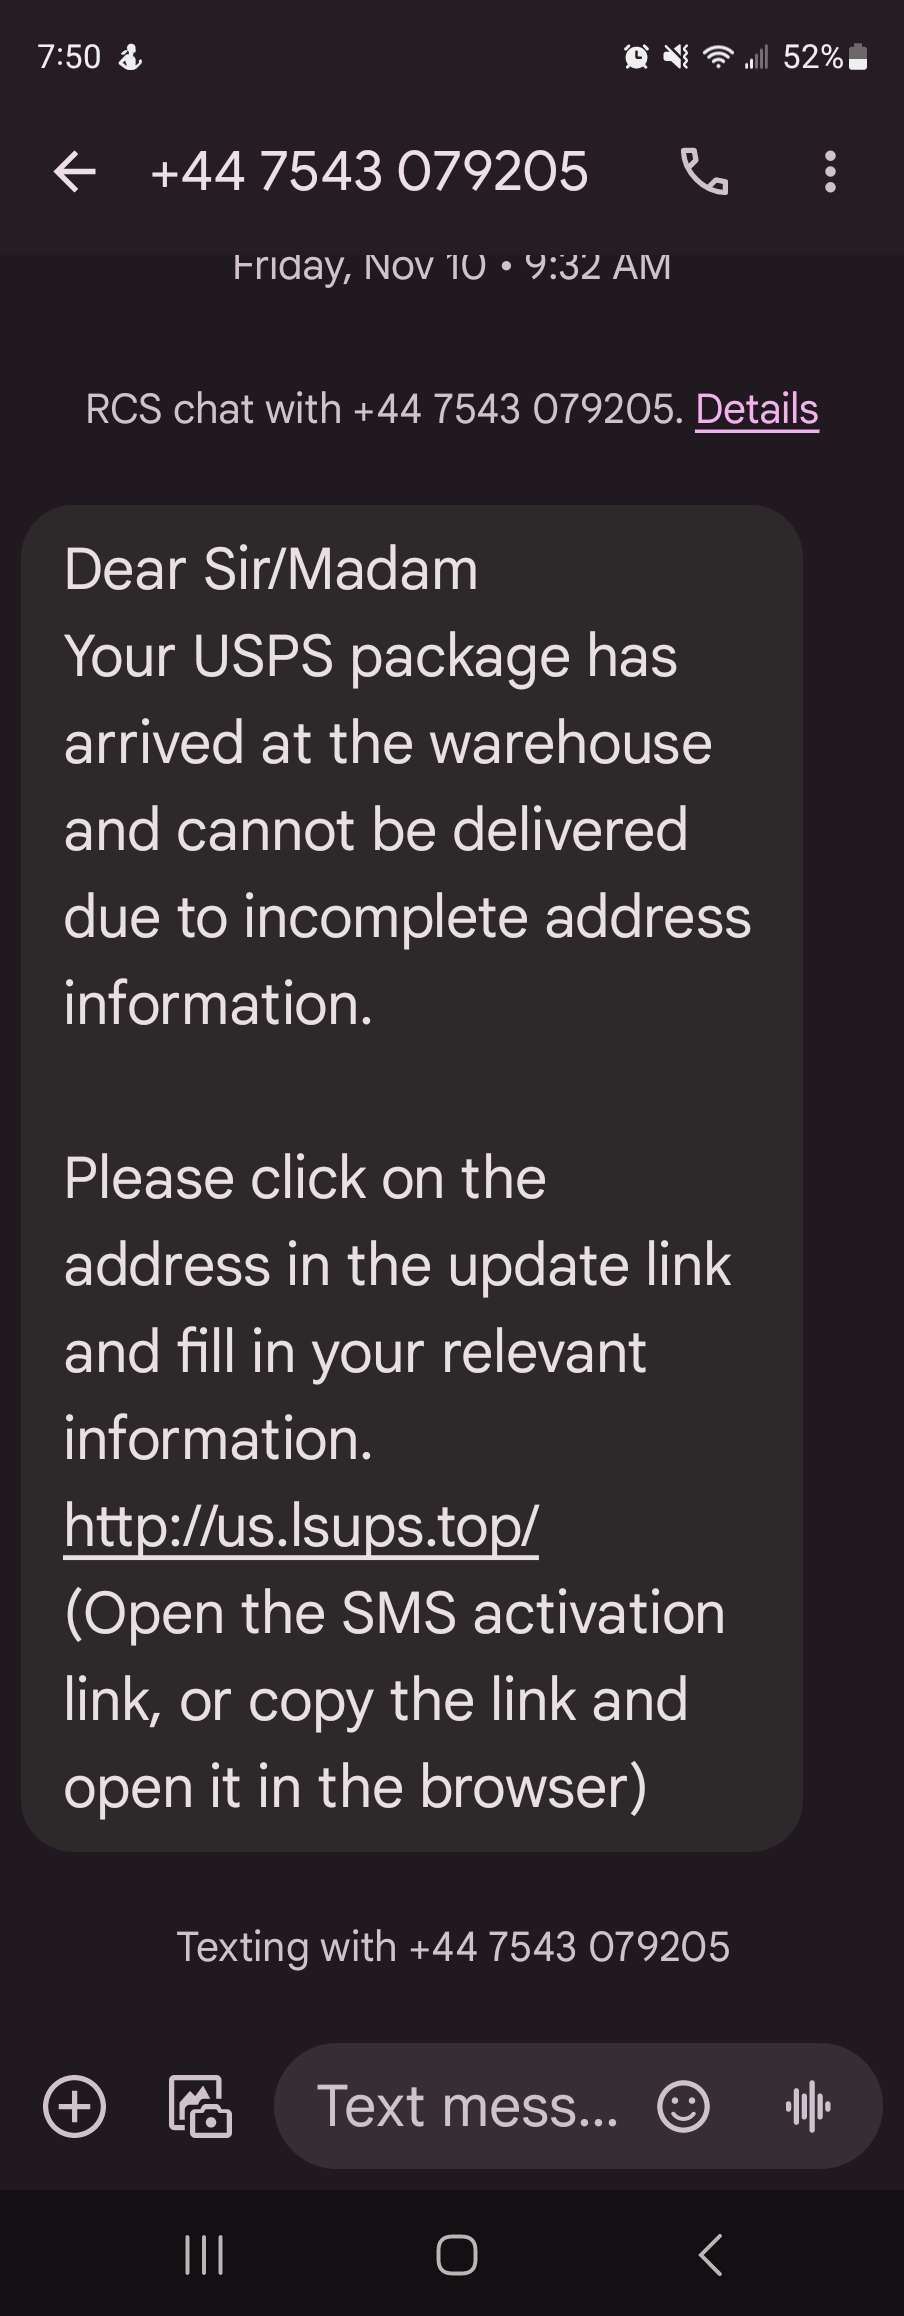 7:50
52%
+44 7543 079205
Friday, Nov 10 • 9:32 AM
RCS chat with +44 7543 079205. Details
Dear Sir/Madam
Your USPS package has
arrived at the warehouse
and cannot be delivered
due to incomplete address
information.
Please click on the
address in the update link
and fill in your relevant
information.
http://us.lsups.top/
(Open the SMS activation
link, or copy the link and
open it in the browser)
Texting with +44 7543 079205
Text mess...